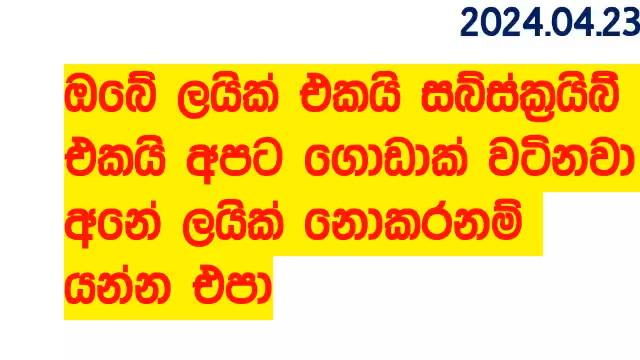 2024.04.23
ඔබේ ලයික් එකයි සබ්ස්ක්‍රයිබ්
එකයි අපට ගොඩාක් වටිනවා
අනේ ලයික් නොකරනම්
යන්න එපා